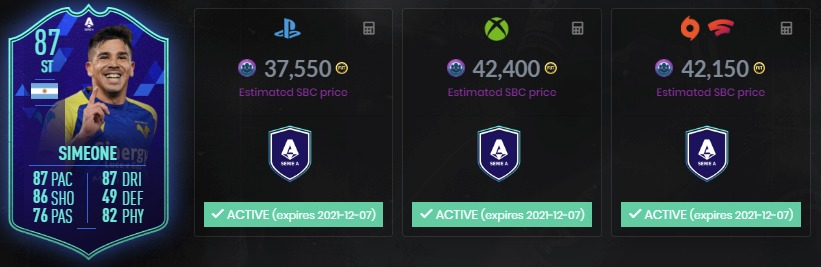 87
ST
SERIE A
Sinergy
SIMEONE
87 PAC
87 DRI
86 SHO
49 DEF
76 PAS
82 PHY
37,550
Estimated SBC price
SERIE A
ACTIVE (expires 2021-12-07)
42,400
Estimated SBC price
SERIE A
ACTIVE (expires 2021-12-07)
42,150
Estimated SBC price
SERIE A
ACTIVE (expires 2021-12-07)